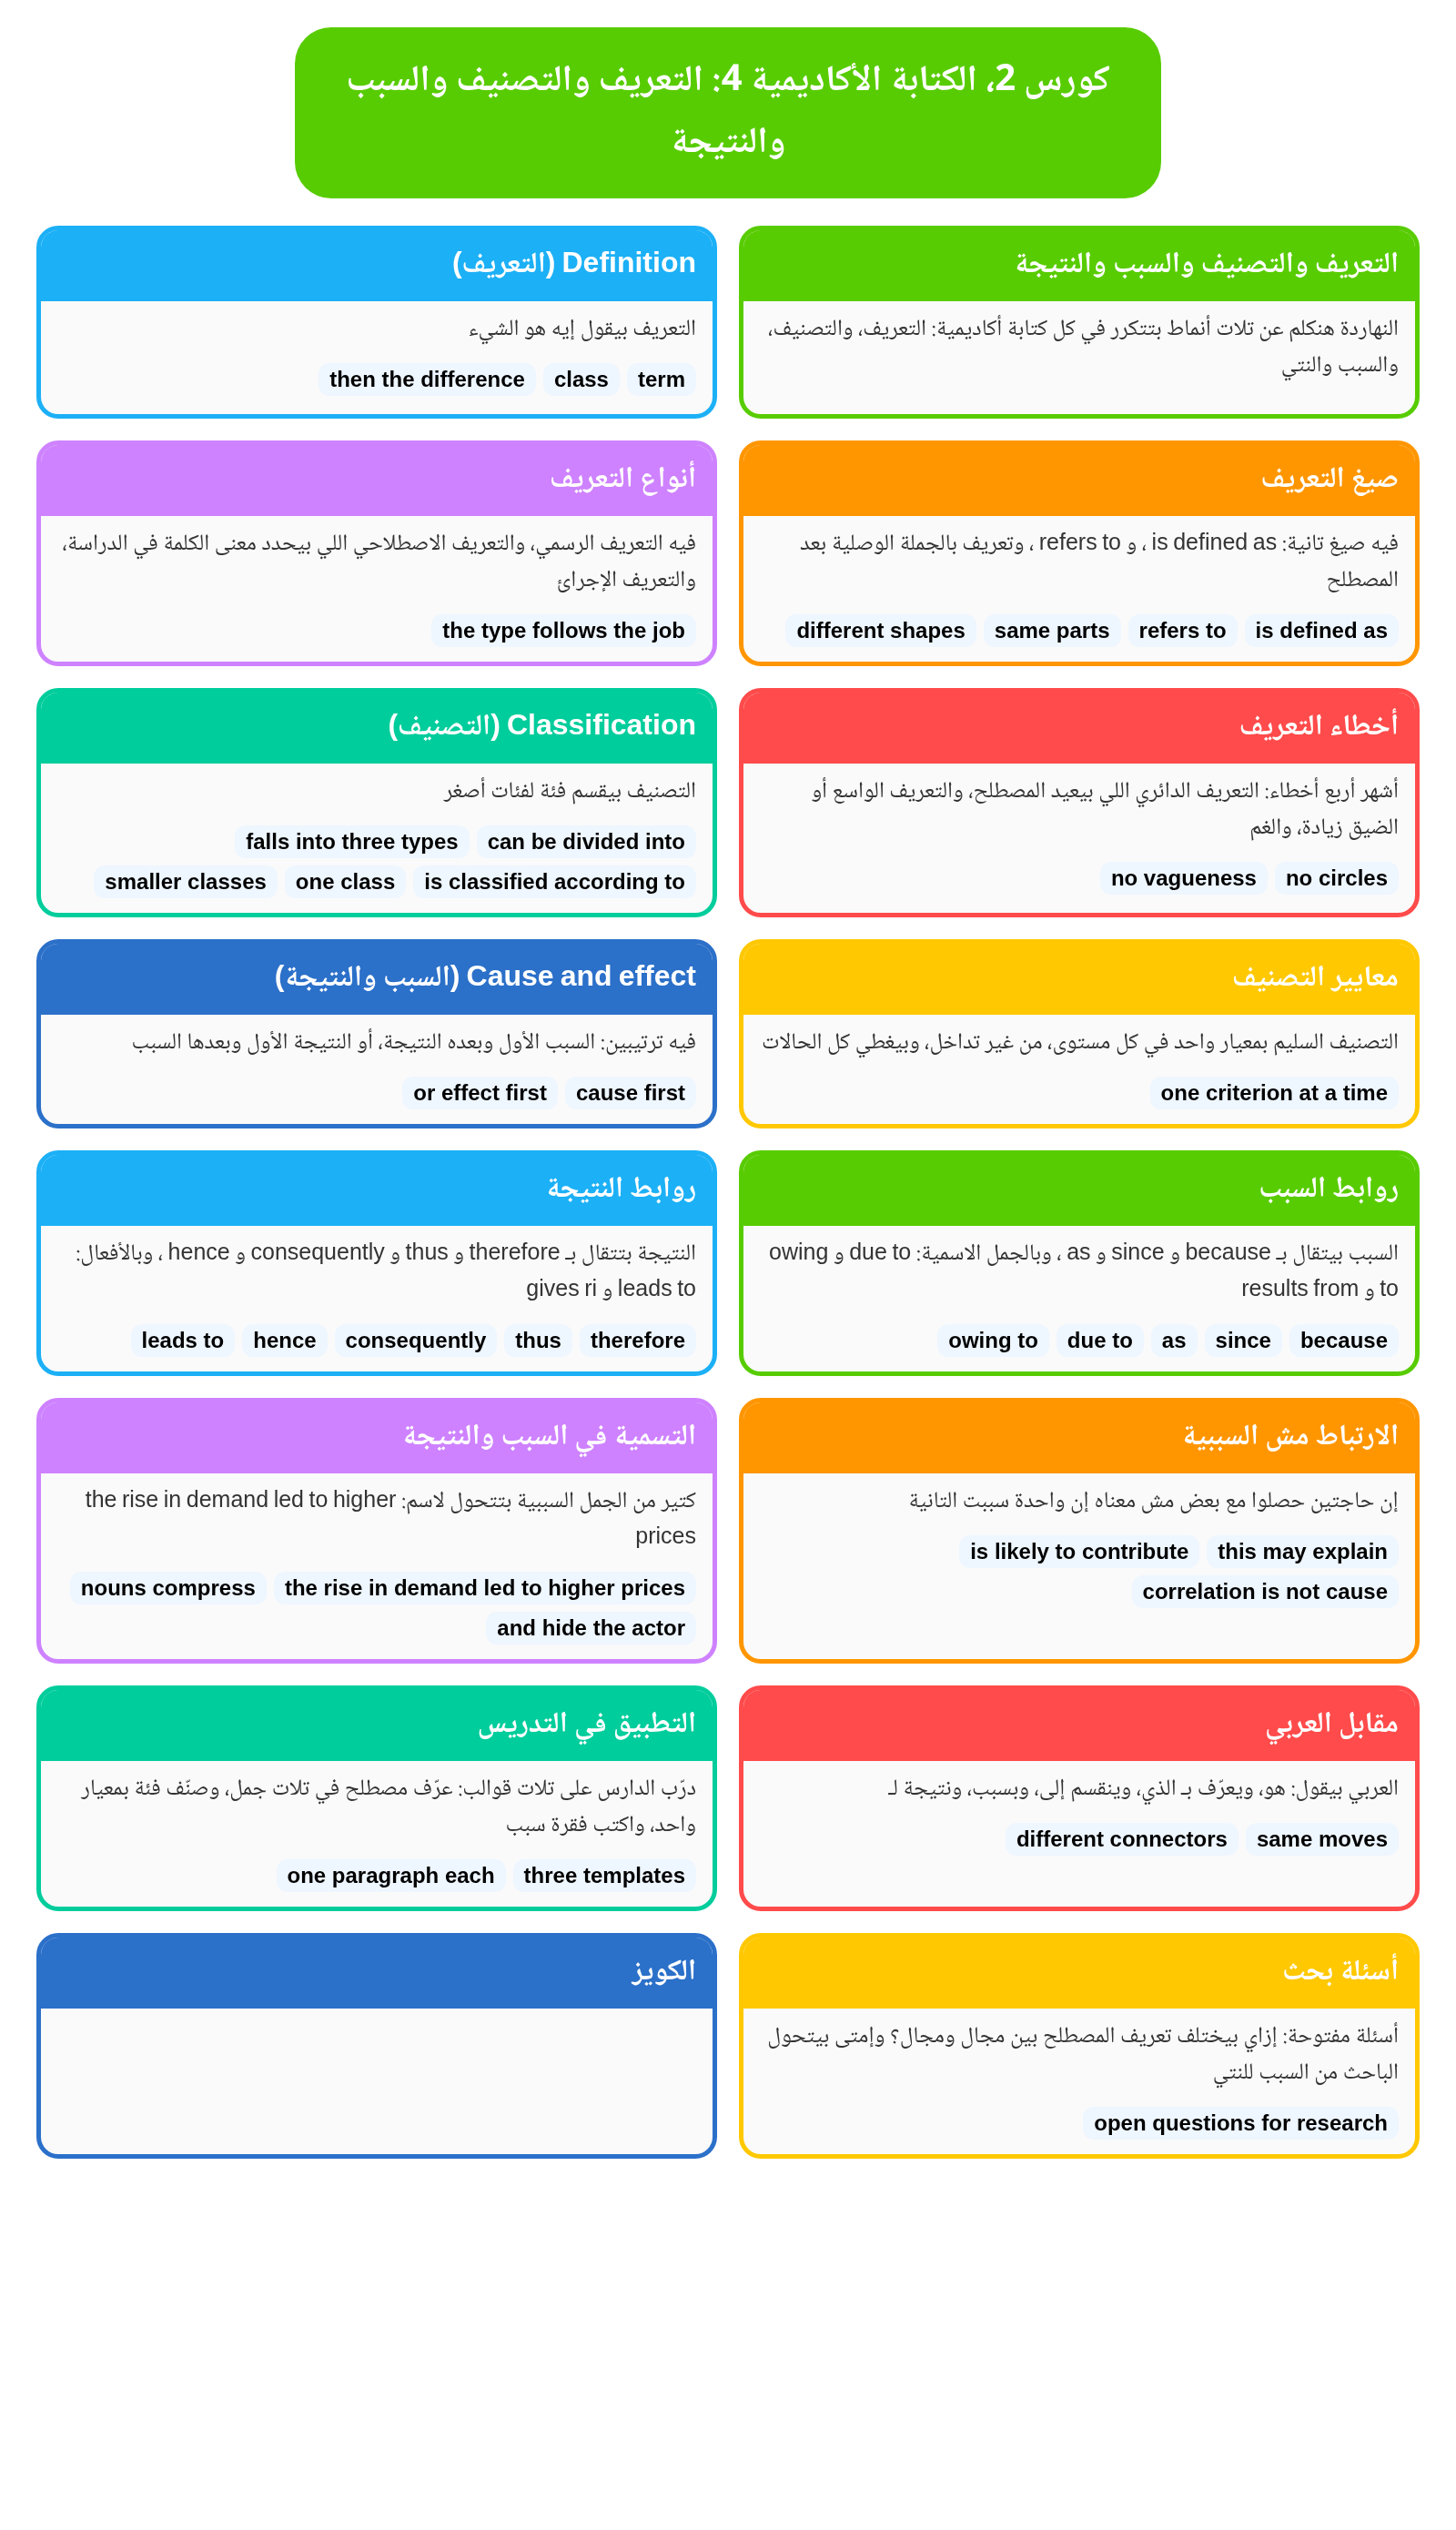 كورس 2، الكتابة الأكاديمية 4: التعريف والتصنيف والسبب
والنتيجة
التعريف والتصنيف والسبب والنتيجة
النهاردة هنكلم عن تلات أنماط بتتكرر في كل كتابة أكاديمية: التعريف، والتصنيف،
والسبب والنتي
Definition (التعريف)
التعريف بيقول إيه هو الشيء
term class then the difference
صيغ التعريف
فيه صيغ تانية: is defined as ، و refers to ، وتعريف بالجملة الوصلية بعد
المصطلح
is defined as refers to same parts different shapes
أنواع التعريف
فيه التعريف الرسمي، والتعريف الاصطلاحي اللي بيحدد معنى الكلمة في الدراسة،
والتعريف الإجرائ
the type follows the job
أخطاء التعريف
أشهر أربع أخطاء: التعريف الدائري اللي بيعيد المصطلح، والتعريف الواسع أو
الضيق زيادة، والغم
no circles no vagueness
Classification (التصنيف)
التصنيف بيقسم فئة لفئات أصغر
can be divided into falls into three types
is classified according to one class smaller classes
معايير التصنيف
التصنيف السليم بمعيار واحد في كل مستوى، من غير تداخل، وبيغطي كل الحالات
one criterion at a time
Cause and effect (السبب والنتيجة)
فيه ترتيبين: السبب الأول وبعده النتيجة، أو النتيجة الأول وبعدها السبب
cause first or effect first
روابط السبب
السبب بيتقال بـ because و since و as ، وبالجمل الاسمية: due to و owing
to و results from
because since as due to owing to
روابط النتيجة
النتيجة بتتقال بـ therefore و thus و consequently و hence ، وبالأفعال:
leads to و gives ri
therefore thus consequently hence leads to
الارتباط مش السببية
إن حاجتين حصلوا مع بعض مش معناه إن واحدة سببت التانية
this may explain is likely to contribute
correlation is not cause
التسمية في السبب والنتيجة
كتير من الجمل السببية بتتحول لاسم: the rise in demand led to higher
prices
the rise in demand led to higher prices nouns compress
and hide the actor
مقابل العربي
العربي بيقول: هو، ويعرّف بـ الذي، وينقسم إلى، وبسبب، ونتيجة لـ
same moves different connectors
التطبيق في التدريس
درّب الدارس على تلات قوالب: عرّف مصطلح في تلات جمل، وصنّف فئة بمعيار
واحد، واكتب فقرة سبب
three templates one paragraph each
أسئلة بحث
أسئلة مفتوحة: إزاي بيختلف تعريف المصطلح بين مجال ومجال؟ وإمتى بيتحول
الباحث من السبب للنتي
open questions for research
الكويز